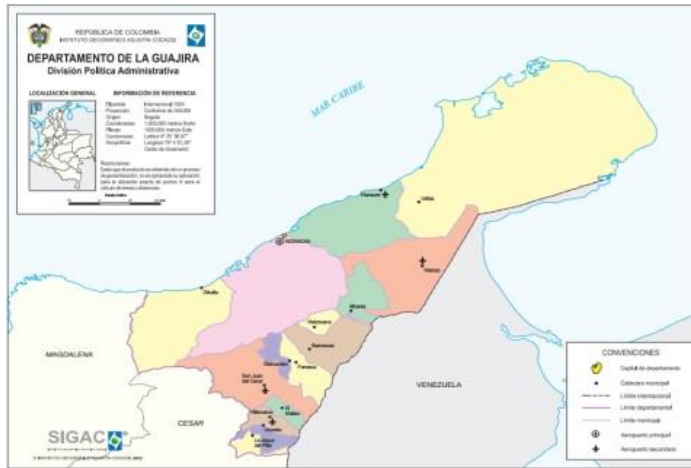 REPÚBLICA DE COLOMBIA
INSTITUTO GEOGRÁFICO AGUSTÍN CODAZZI
DEPARTAMENTO DE LA GUAJIRA
División Política Administrativa
LOCALIZACIÓN GENERAL
INFORMACIÓN DE REFERENCIA
MAR CARIBE
Manaure
Uribia
RIOHACHA
Maicao
Dibulla
Albania
Hatonuevo
Barrancas
Distracción
Fonseca
San Juan
del Cesar
El
Molino
Villanueva
Urumita
La Jagua
del Pilar
MAGDALENA
CESAR
VENEZUELA
SIGAC
CONVENCIONES
Capital de departamento
Cabecera municipal
Límite internacional
Límite departamental
Límite municipal
Aeropuerto principal
Aeropuerto secundario